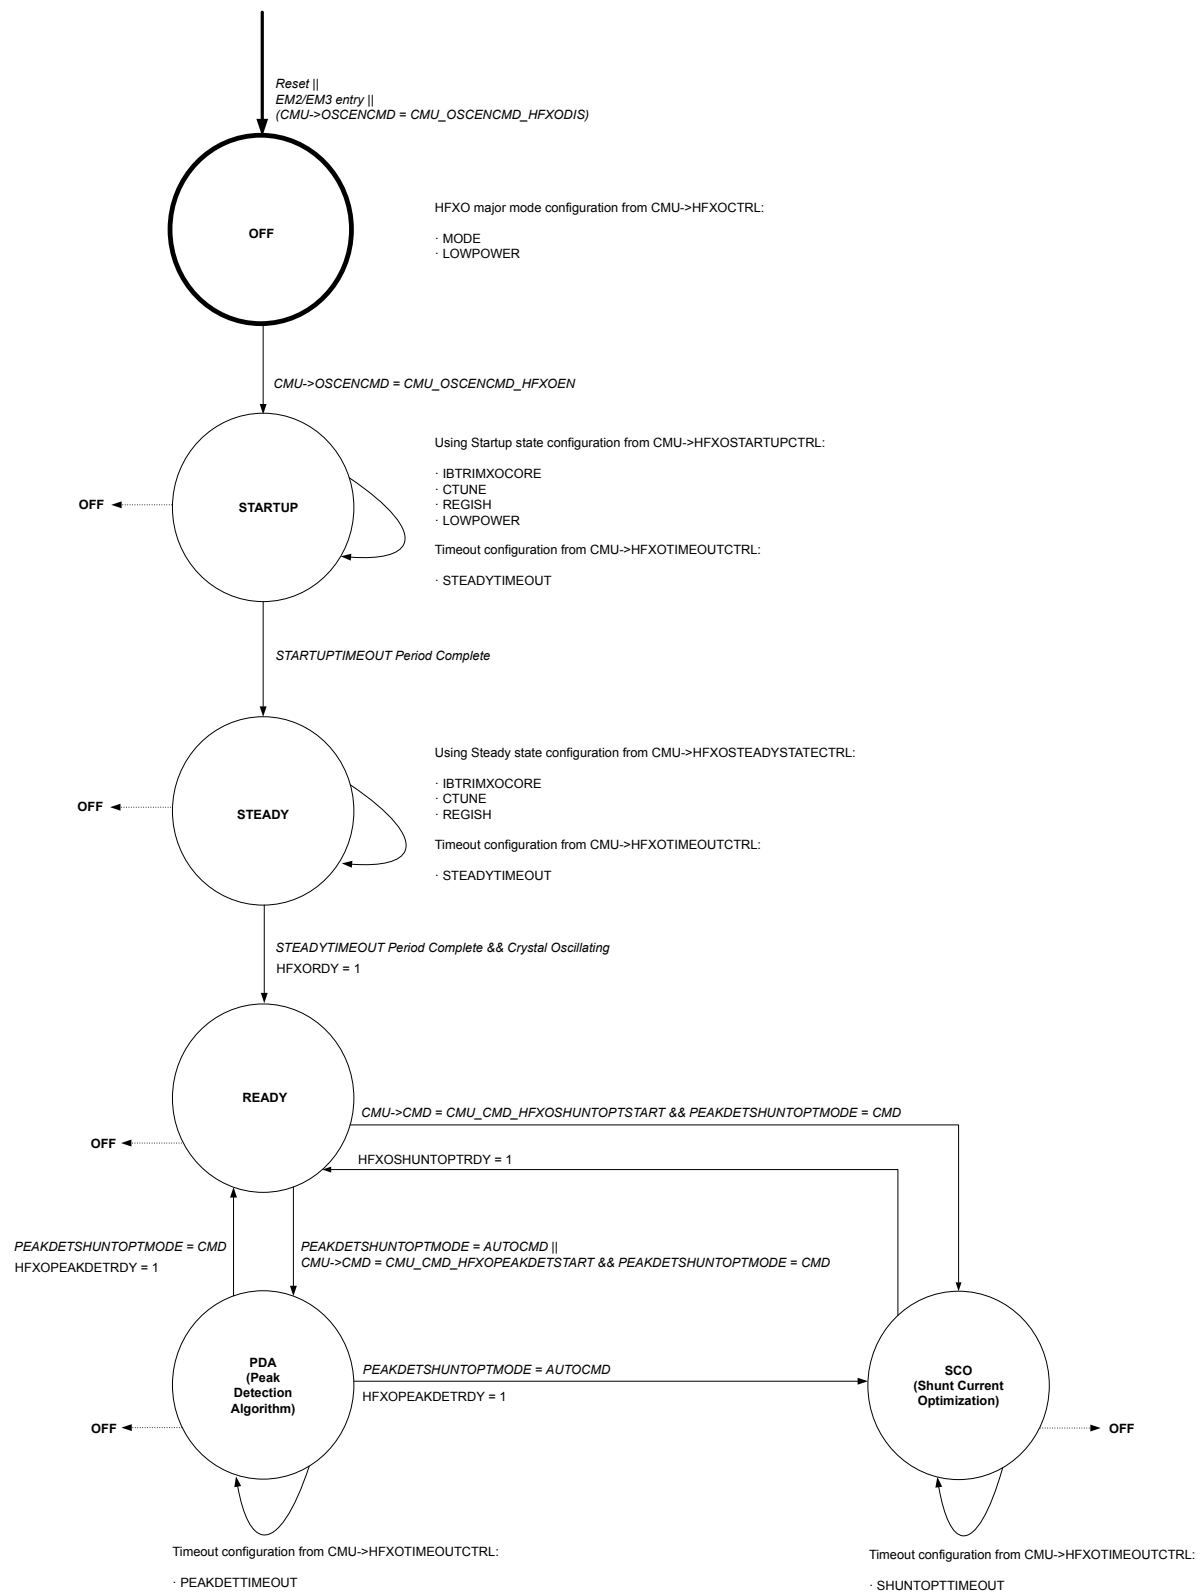 Reset ||
EM2/EM3 entry ||
(CMU->OSCENCMD = CMU_OSCENCMD_HFXODIS)
OFF
HFXO major mode configuration from CMU->HFXOCTRL:
· MODE
· LOWPOWER
CMU->OSCENCMD = CMU_OSCENCMD_HFXOEN
OFF
STARTUP
Using Startup state configuration from CMU->HFXOSTARTUPCTRL:
· IBTRIMXOCORE
· CTUNE
· REGISH
· LOWPOWER
Timeout configuration from CMU->HFXOTIMEOUTCTRL:
· STEADYTIMEOUT
STARTUPTIMEOUT Period Complete
OFF
STEADY
Using Steady state configuration from CMU->HFXOSTEADYSTATECTRL:
· IBTRIMXOCORE
· CTUNE
· REGISH
Timeout configuration from CMU->HFXOTIMEOUTCTRL:
· STEADYTIMEOUT
STEADYTIMEOUT Period Complete && Crystal Oscillating
HFXORDY = 1
READY
OFF
CMU->CMD = CMU_CMD_HFXOSHUNTOPTSTART && PEAKDETSHUNTOPTMODE = CMD
HFXOSHUNTOPTRDY = 1
PEAKDETSHUNTOPTMODE = CMD
HFXOPEAKDETRDY = 1
PEAKDETSHUNTOPTMODE = AUTOCMD ||
CMU->CMD = CMU_CMD_HFXOPEAKDETSTART && PEAKDETSHUNTOPTMODE = CMD
PDA
(Peak
Detection
Algorithm)
OFF
PEAKDETSHUNTOPTMODE = AUTOCMD
HFXOPEAKDETRDY = 1
SCO
(Shunt Current
Optimization)
OFF
Timeout configuration from CMU->HFXOTIMEOUTCTRL:
· PEAKDETTIMEOUT
Timeout configuration from CMU->HFXOTIMEOUTCTRL:
· SHUNTOPTTIMEOUT